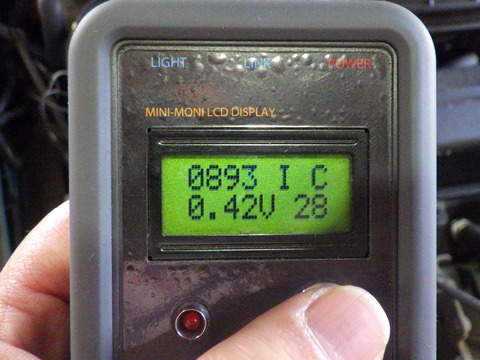 LIGHT LINK POWER
MINI-MONI LCD DISPLAY
0893 I C
0.42V 28